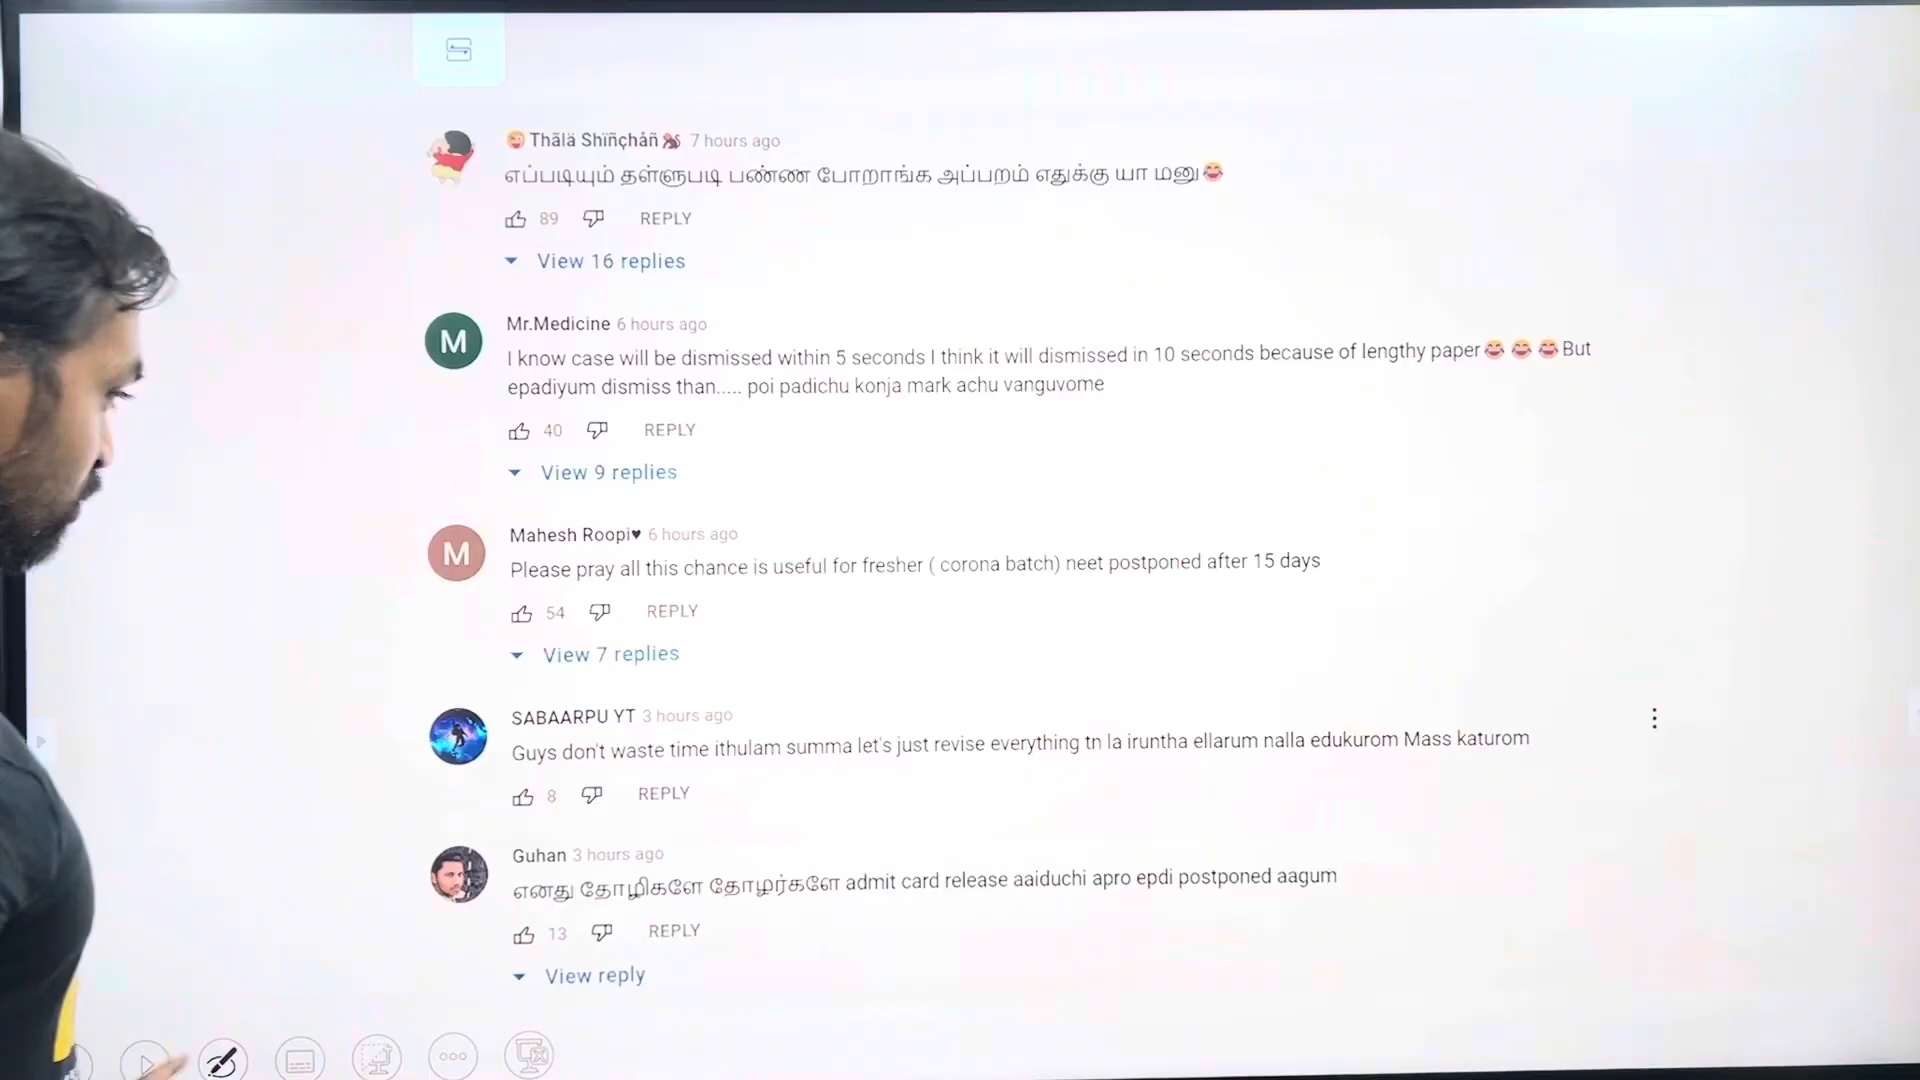 Thãlä Shïñçhåñ 7 hours ago
எப்படியும் தள்ளுபடி பண்ண போறாங்க அப்பறம் எதுக்கு யா மனு
89 REPLY
View 16 replies
M
Mr.Medicine 6 hours ago
I know case will be dismissed within 5 seconds I think it will dismissed in 10 seconds because of lengthy paper😂 😂 😂But
epadiyum dismiss than..... poi padichu konja mark achu vanguvome
40 REPLY
View 9 replies
M
Mahesh Roopi♥ 6 hours ago
Please pray all this chance is useful for fresher ( corona batch) neet postponed after 15 days
54 REPLY
View 7 replies
SABAARPU YT 3 hours ago
Guys don't waste time ithulam summa let's just revise everything tn la iruntha ellarum nalla edukurom Mass katurom
8 REPLY
Guhan 3 hours ago
எனது தோழிகளே தோழர்களே admit card release aaiduchi apro epdi postponed aagum
13 REPLY
View reply